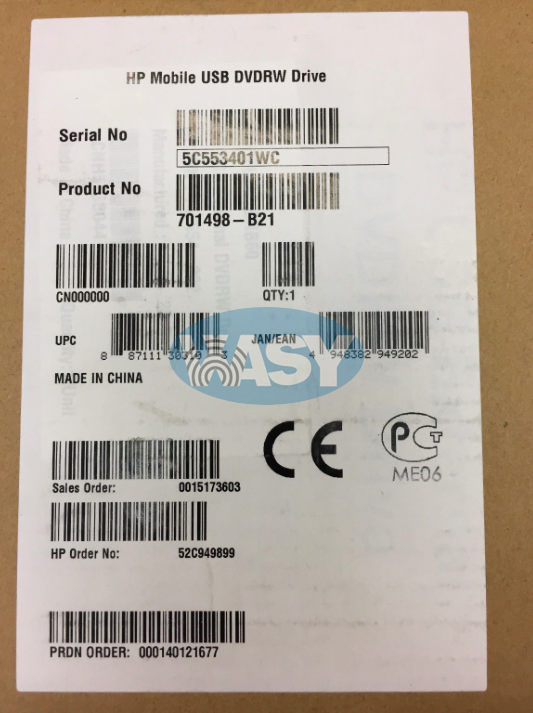 HP Mobile USB DVDRW Drive
Serial No
5C553401WC
Product No
701498-B21
CN000000
QTY:1
UPC
8 87111 30310 3
JAN/EAN
4 948382 949202
WASY
MADE IN CHINA
CE
PCT
ME06
Sales Order: 0015173603
HP Order No: 52C949899
PRDN ORDER: 000140121677